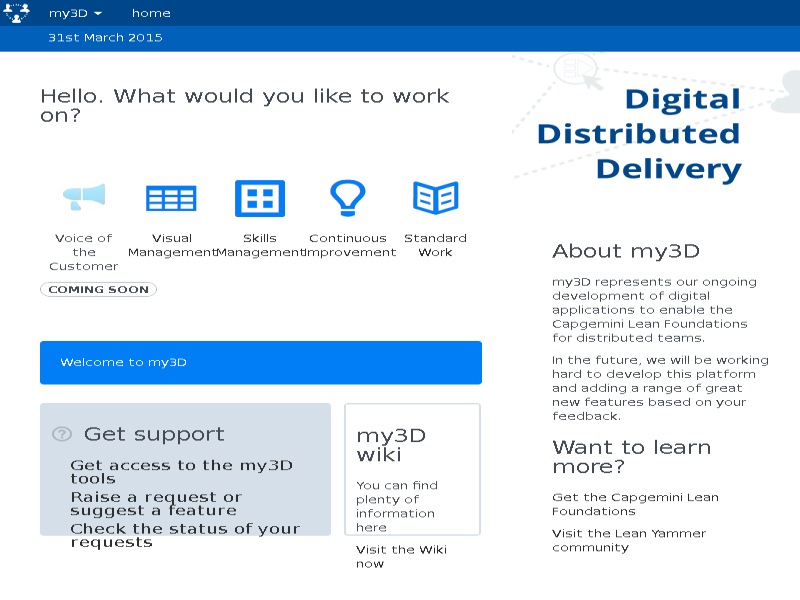 my3D home
31st March 2015
Hello. What would you like to work
on?
Digital
Distributed
Delivery
Voice of
the
Customer
COMING SOON
Visual
Management
Skills
Management
Continuous
Improvement
Standard
Work
Welcome to my3D
Get support
Get access to the my3D
tools
Raise a request or
suggest a feature
Check the status of your
requests
my3D
wiki
You can find
plenty of
information
here
Visit the Wiki
now
About my3D
my3D represents our ongoing
development of digital
applications to enable the
Capgemini Lean Foundations
for distributed teams.
In the future, we will be working
hard to develop this platform
and adding a range of great
new features based on your
feedback.
Want to learn
more?
Get the Capgemini Lean
Foundations
Visit the Lean Yammer
community